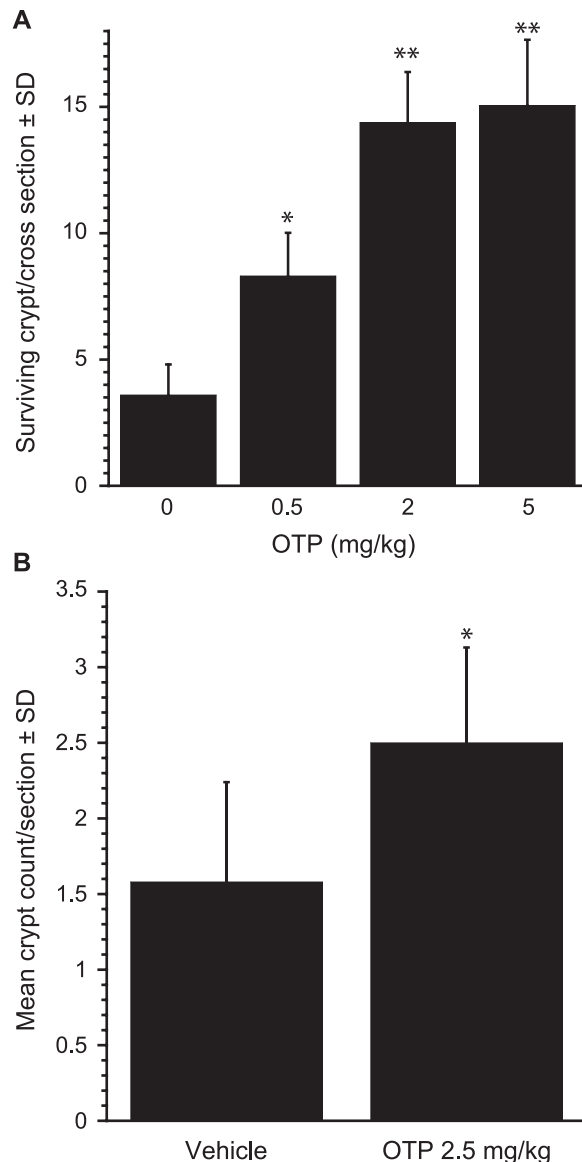 A
Surviving crypt/cross section ± SD
15
10
5
0
*
**
**
0 0.5 2 5
OTP (mg/kg)
B
Mean crypt count/section ± SD
3.5
3
2.5
2
1.5
1
0.5
0
*
Vehicle OTP 2.5 mg/kg